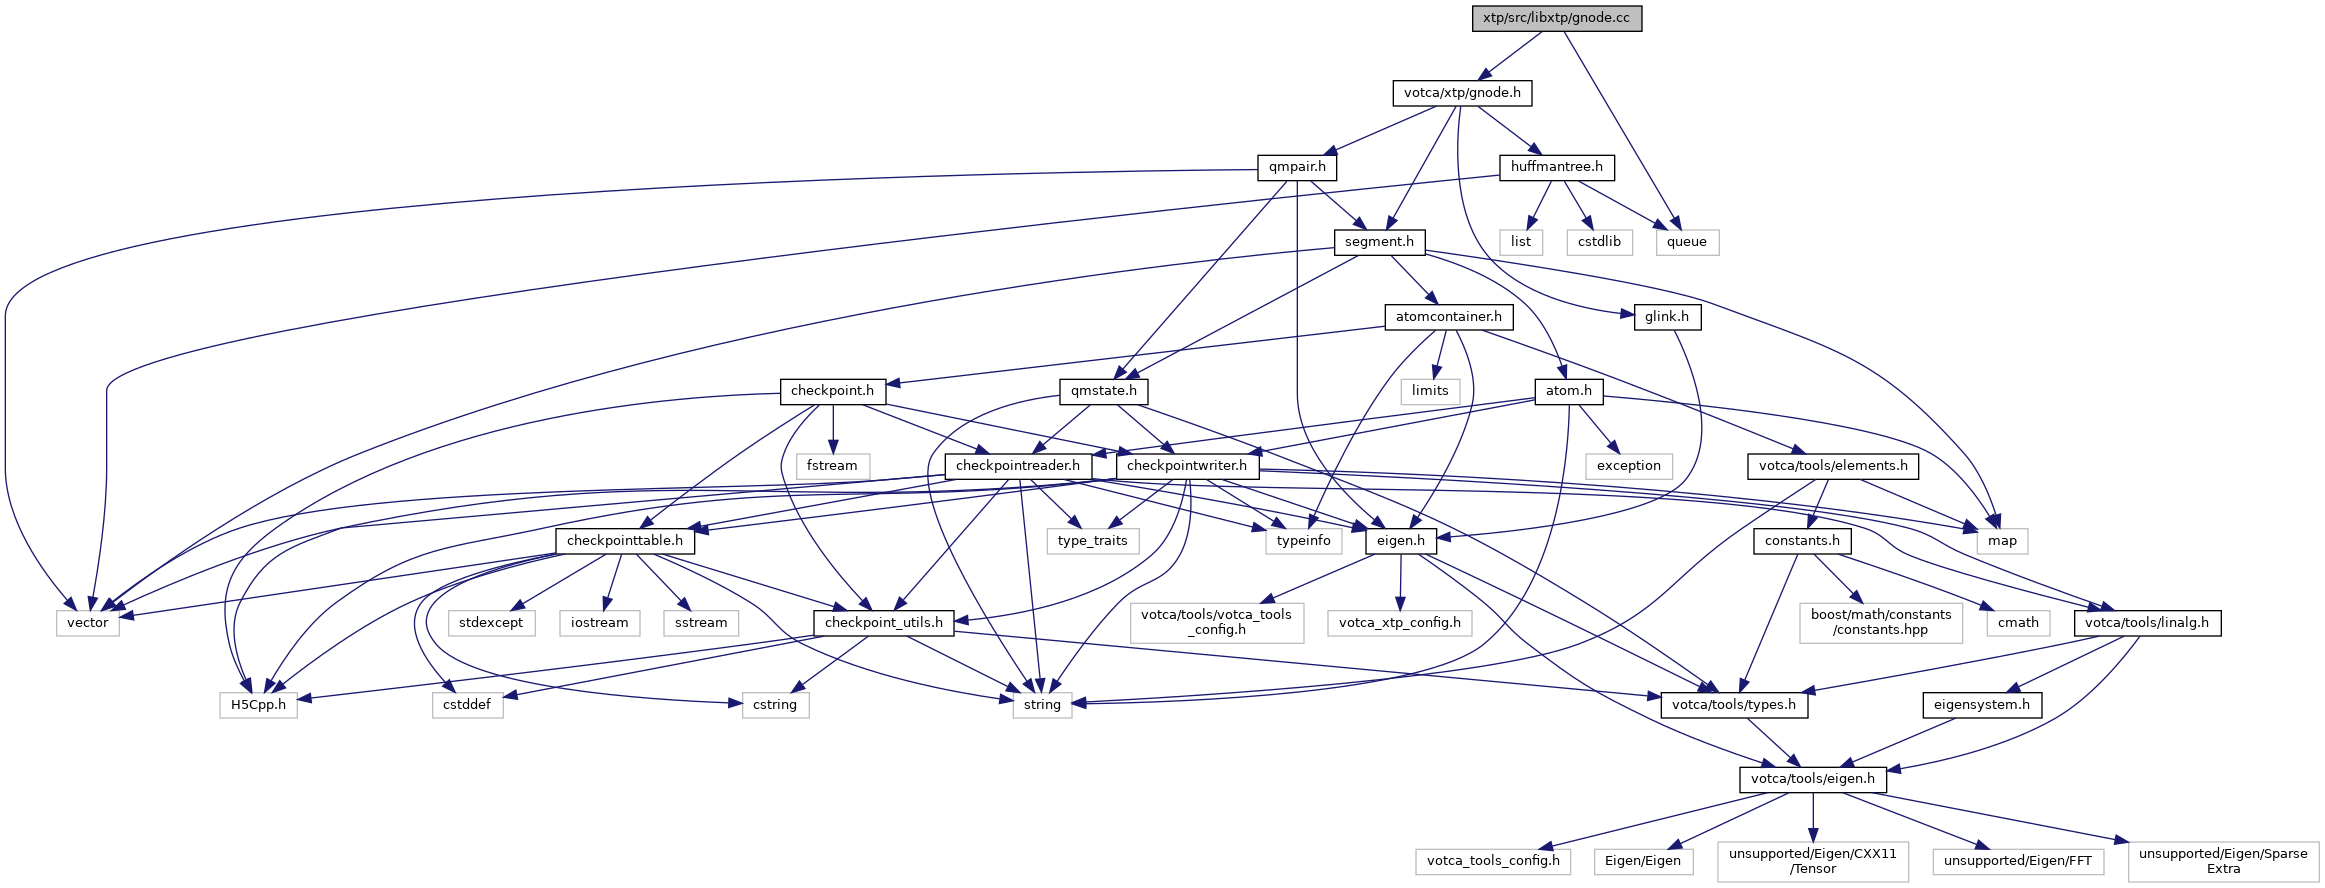 xtp/src/libxtp/gnode.cc
votca/xtp/gnode.h
qmpair.h
huffmantree.h
segment.h
list
cstdlib
queue
atomcontainer.h
glink.h
checkpoint.h
qmstate.h
limits
atom.h
fstream
checkpointreader.h
checkpointwriter.h
exception
votca/tools/elements.h
checkpointtable.h
type_traits
typeinfo
eigen.h
constants.h
map
vector
stdexcept
iostream
sstream
checkpoint_utils.h
votca/tools/votca_tools
_config.h
votca_xtp_config.h
boost/math/constants
/constants.hpp
cmath
votca/tools/linalg.h
H5Cpp.h
cstddef
cstring
string
votca/tools/types.h
eigensystem.h
votca/tools/eigen.h
votca_tools_config.h
Eigen/Eigen
unsupported/Eigen/CXX11
/Tensor
unsupported/Eigen/FFT
unsupported/Eigen/Sparse
Extra